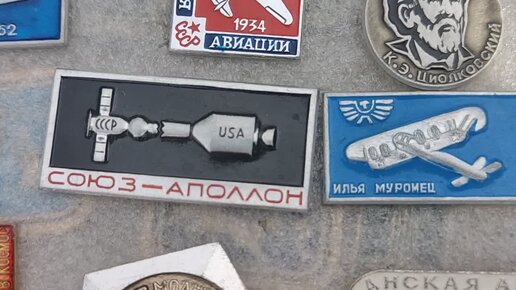 1934
АВИАЦИИ
К.Э. ЦИОЛКОВСКИЙ
СССР
USA
СОЮЗ—АПОЛЛОН
ИЛЬЯ МУРОМЕЦ